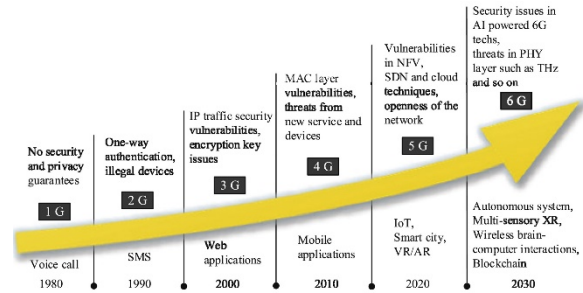 No security
and privacy
guarantees
1 G
Voice call
1980
One-way
authentication,
illegal devices
2 G
SMS
1990
IP traffic security
vulnerabilities,
encryption key
issues
3 G
Web
applications
2000
MAC layer
vulnerabilities,
threats from
new service and
devices
4 G
Mobile
applications
2010
Vulnerabilities
in NFV,
SDN and cloud
techniques,
openness of the
network
5 G
IoT,
Smart city,
VR/AR
2020
Security issues in
AI powered 6G
techs,
threats in PHY
layer such as THz
and so on
6 G
Autonomous system,
Multi-sensory XR,
Wireless brain-
computer interactions,
Blockchain
2030